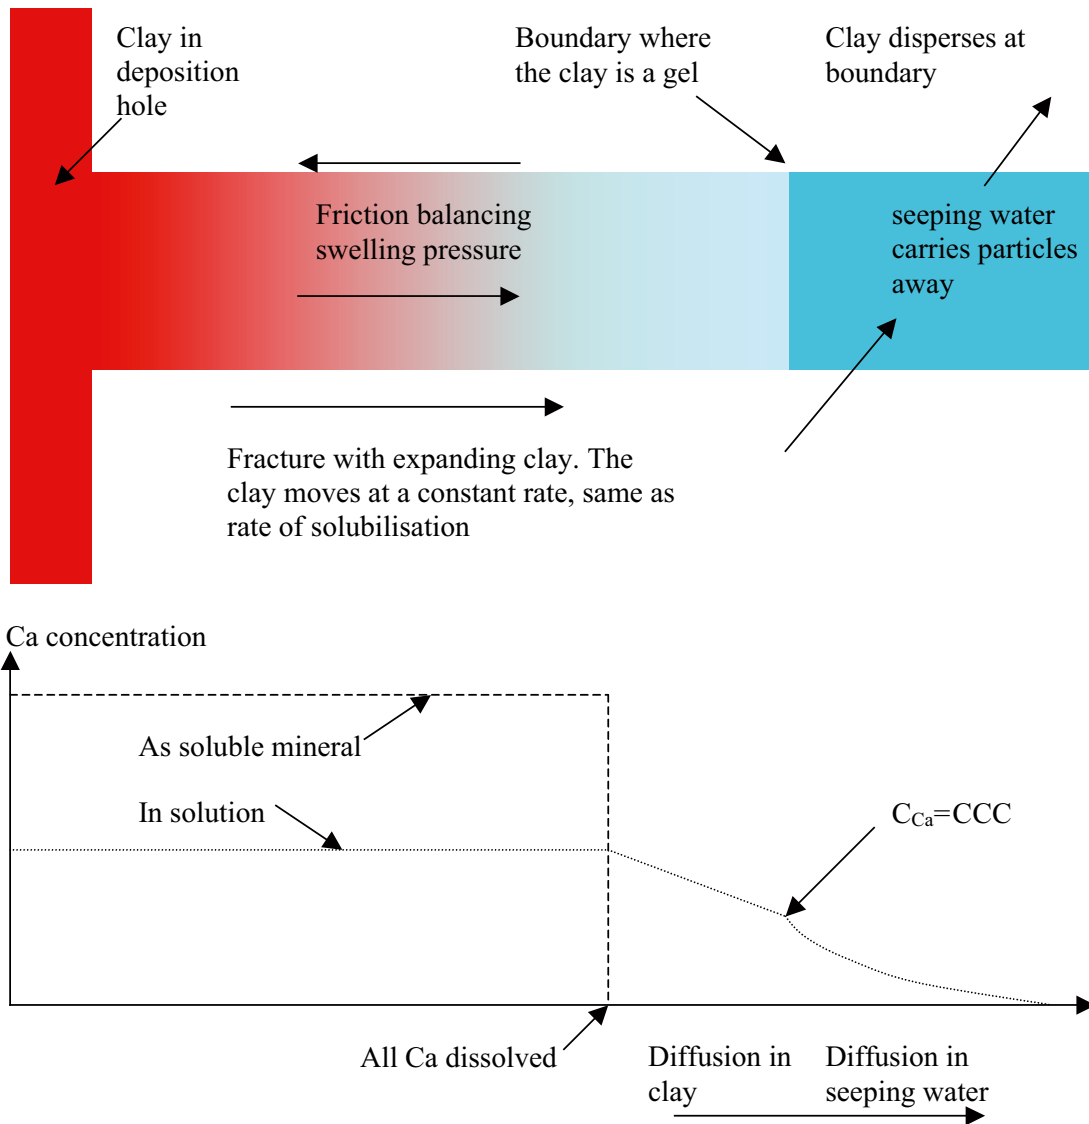 Clay in
deposition
hole
Boundary where
the clay is a gel
Clay disperses at
boundary
Friction balancing
swelling pressure
seeping water
carries particles
away
Fracture with expanding clay. The
clay moves at a constant rate, same as
rate of solubilisation
Ca concentration
As soluble mineral
In solution
C_Ca=CCC
All Ca dissolved
Diffusion in
clay
Diffusion in
seeping water